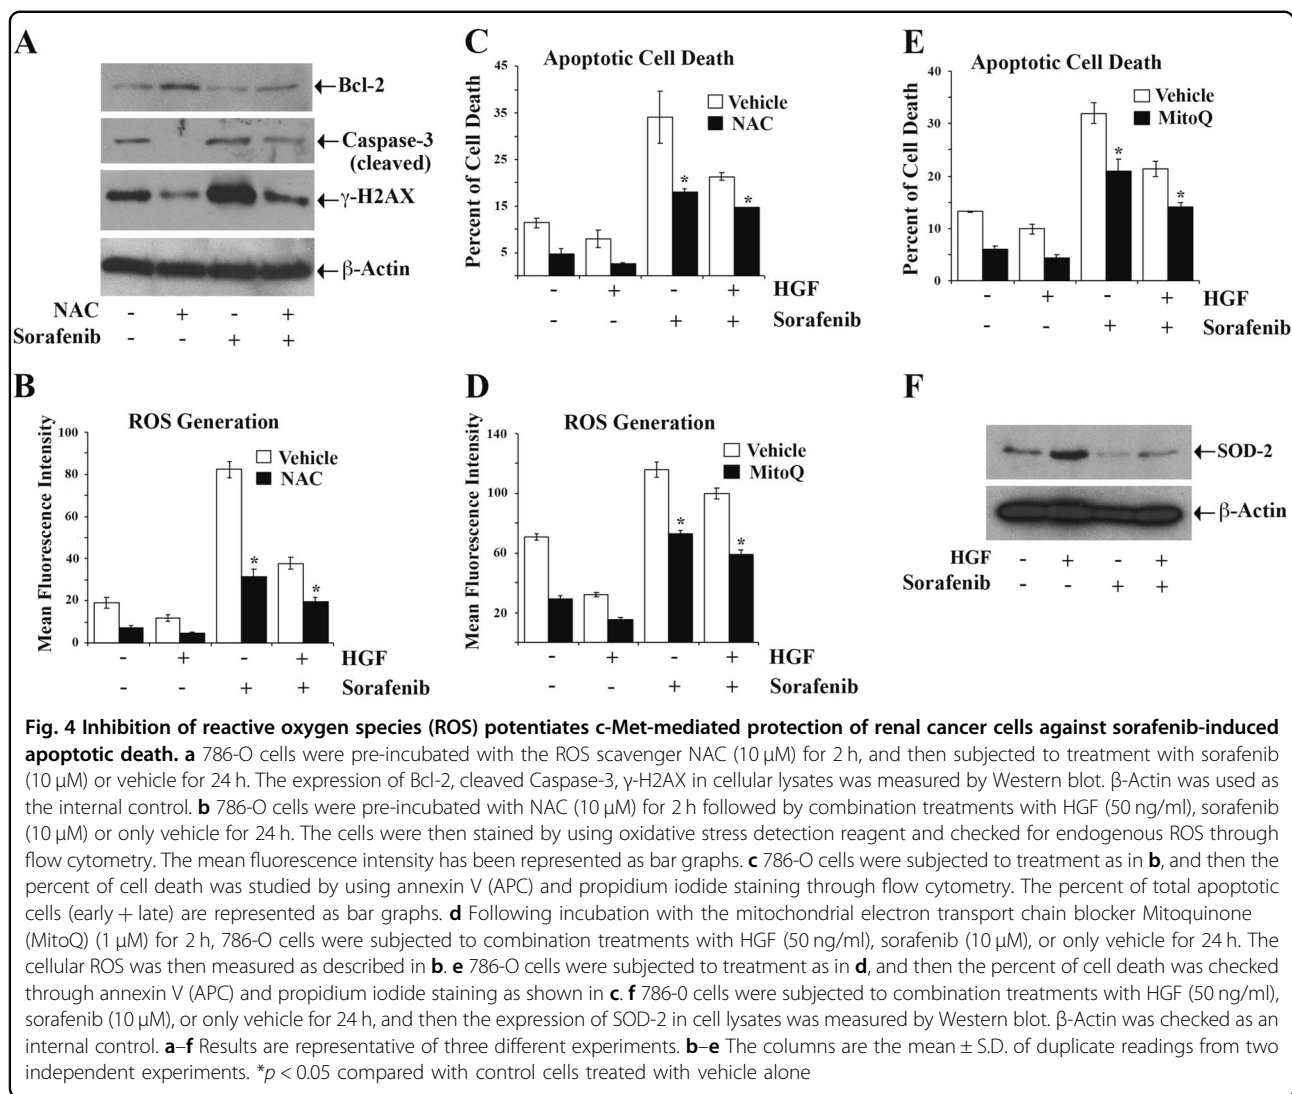 A
Bcl-2
Caspase-3
(cleaved)
γ-H2AX
β-Actin
NAC - + - +
Sorafenib - - + +
B
ROS Generation
Mean Fluorescence Intensity
100
80
60
40
20
0
Vehicle
NAC
*
*
- + - + HGF
- - + + Sorafenib
C
Apoptotic Cell Death
Percent of Cell Death
45
35
25
15
5
Vehicle
NAC
*
*
- + - + HGF
- - + + Sorafenib
D
ROS Generation
Mean Fluorescence Intensity
140
100
60
20
Vehicle
MitoQ
*
*
- + - + HGF
- - + + Sorafenib
E
Apoptotic Cell Death
Percent of Cell Death
40
30
20
10
0
Vehicle
MitoQ
*
*
- + - + HGF
- - + + Sorafenib
F
SOD-2
β-Actin
HGF - + - +
Sorafenib - - + +
Fig. 4 Inhibition of reactive oxygen species (ROS) potentiates c-Met-mediated protection of renal cancer cells against sorafenib-induced
apoptotic death. a 786-O cells were pre-incubated with the ROS scavenger NAC (10 μM) for 2 h, and then subjected to treatment with sorafenib
(10 μM) or vehicle for 24 h. The expression of Bcl-2, cleaved Caspase-3, γ-H2AX in cellular lysates was measured by Western blot. β-Actin was used as
the internal control. b 786-O cells were pre-incubated with NAC (10 μM) for 2 h followed by combination treatments with HGF (50 ng/ml), sorafenib
(10 μM) or only vehicle for 24 h. The cells were then stained by using oxidative stress detection reagent and checked for endogenous ROS through
flow cytometry. The mean fluorescence intensity has been represented as bar graphs. c 786-O cells were subjected to treatment as in b, and then the
percent of cell death was studied by using annexin V (APC) and propidium iodide staining through flow cytometry. The percent of total apoptotic
cells (early + late) are represented as bar graphs. d Following incubation with the mitochondrial electron transport chain blocker Mitoquinone
(MitoQ) (1 μM) for 2 h, 786-O cells were subjected to combination treatments with HGF (50 ng/ml), sorafenib (10 μM), or only vehicle for 24 h. The
cellular ROS was then measured as described in b. e 786-O cells were subjected to treatment as in d, and then the percent of cell death was checked
through annexin V (APC) and propidium iodide staining as shown in c. f 786-0 cells were subjected to combination treatments with HGF (50 ng/ml),
sorafenib (10 μM), or only vehicle for 24 h, and then the expression of SOD-2 in cell lysates was measured by Western blot. β-Actin was checked as an
internal control. a–f Results are representative of three different experiments. b–e The columns are the mean ± S.D. of duplicate readings from two
independent experiments. *p < 0.05 compared with control cells treated with vehicle alone